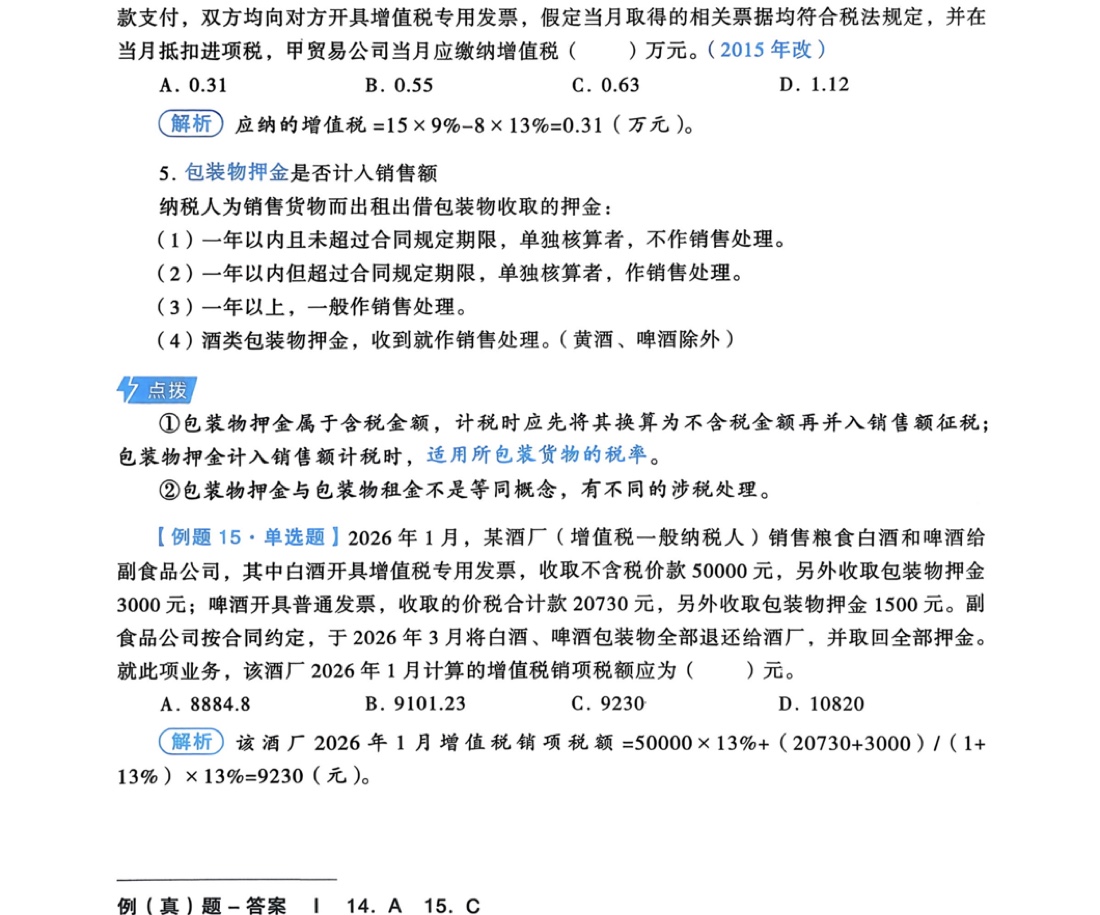 款支付，双方均向对方开具增值税专用发票，假定当月取得的相关票据均符合税法规定，并在
当月抵扣进项税，甲贸易公司当月应缴纳增值税（　　）万元。（2015 年改）
A. 0.31　B. 0.55　C. 0.63　D. 1.12
解析 应纳的增值税 =15×9%-8×13%=0.31（万元）。
5. 包装物押金是否计入销售额
纳税人为销售货物而出租出借包装物收取的押金：
（1）一年以内且未超过合同规定期限，单独核算者，不作销售处理。
（2）一年以内但超过合同规定期限，单独核算者，作销售处理。
（3）一年以上，一般作销售处理。
（4）酒类包装物押金，收到就作销售处理。（黄酒、啤酒除外）
点拨
①包装物押金属于含税金额，计税时应先将其换算为不含税金额再并入销售额征税；
包装物押金计入销售额计税时，适用所包装货物的税率。
②包装物押金与包装物租金不是等同概念，有不同的涉税处理。
【例题 15·单选题】2026 年 1 月，某酒厂（增值税一般纳税人）销售粮食白酒和啤酒给
副食品公司，其中白酒开具增值税专用发票，收取不含税价款 50000 元，另外收取包装物押金
3000 元；啤酒开具普通发票，收取的价税合计款 20730 元，另外收取包装物押金 1500 元。副
食品公司按合同约定，于 2026 年 3 月将白酒、啤酒包装物全部退还给酒厂，并取回全部押金。
就此项业务，该酒厂 2026 年 1 月计算的增值税销项税额应为（　　）元。
A. 8884.8　B. 9101.23　C. 9230　D. 10820
解析 该酒厂 2026 年 1 月增值税销项税额 =50000×13%+（20730+3000）/（1+
13%）×13%=9230（元）。
例（真）题－答案　|　14. A　15. C